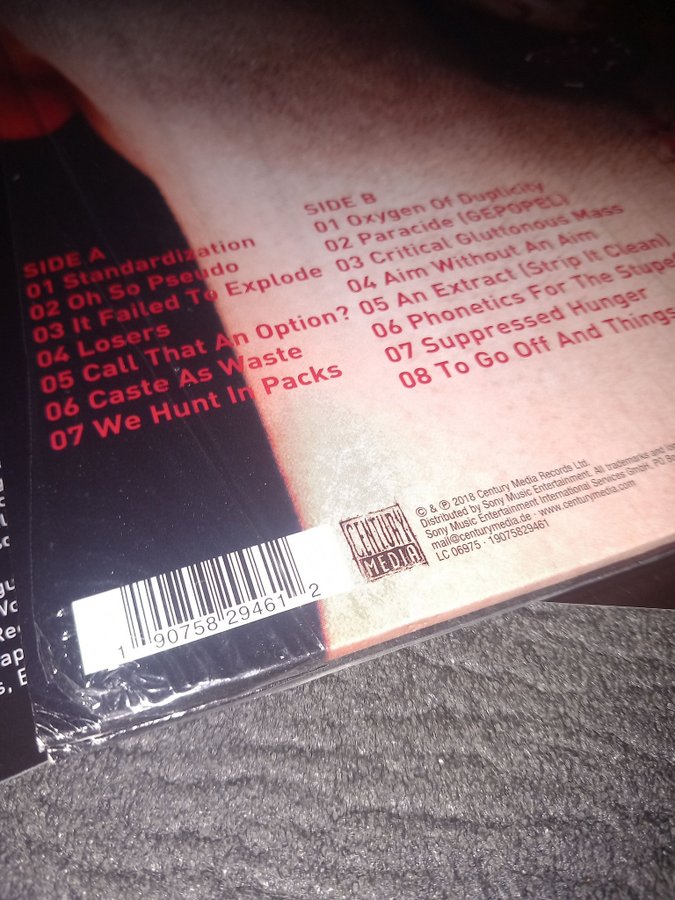 SIDE A
01 Standardization
02 Oh So Pseudo
03 It Failed To Explode
04 Losers
05 Call That An Option?
06 Caste As Waste
07 We Hunt In Packs
SIDE B
01 Oxygen Of Duplicity
02 Paracide (GEPOPEL)
03 Critical Gluttonous Mass
04 Aim Without An Aim
05 An Extract (Strip It Clean)
06 Phonetics For The
07 Suppressed Hunger
08 To Go Off And Things
© & ℗ 2018 Century Media Records Ltd.
Distributed by Sony Music Entertainment. All trademarks and
Sony Music Entertainment International Services GmbH, PO
mail@centurymedia.de · www.centurymedia.com
LC 06975 · 19075829461
CENTURY
MEDIA
1 90758 29461 2